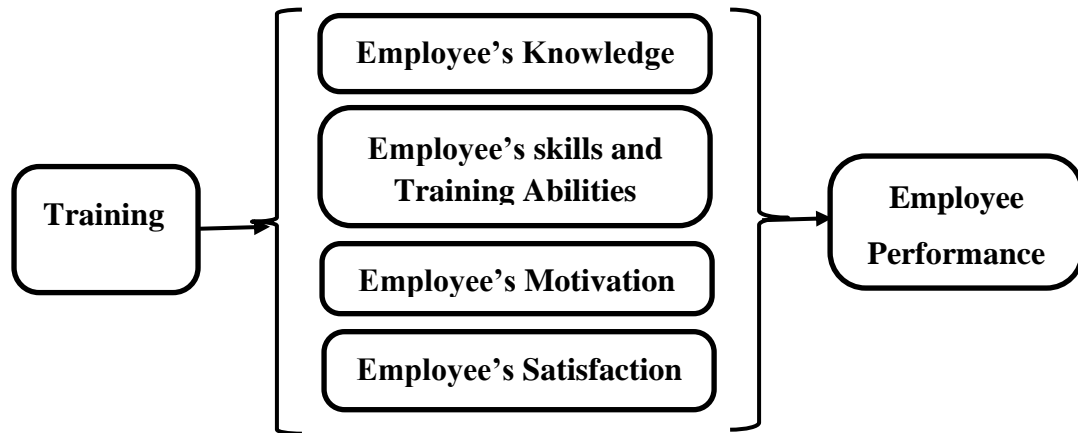 Training
Employee’s Knowledge
Employee’s skills and
Training Abilities
Employee’s Motivation
Employee’s Satisfaction
Employee
Performance